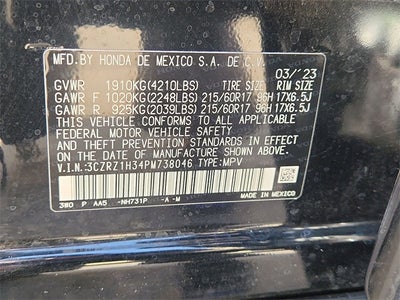 MFD.BY HONDA DE MEXICO S.A. DE C.V.
03/'23
GVWR 1910KG(4210LBS) TIRE SIZE RIM SIZE
GAWR F 1020KG(2248LBS) 215/60R17 96H 17X6.5J
GAWR R 925KG(2039LBS) 215/60R17 96H 17X6.5J
THIS VEHICLE CONFORMS TO ALL APPLICABLE
FEDERAL MOTOR VEHICLE SAFETY, BUMPER,
AND THEFT PREVENTION STANDARDS IN EFFECT ON
THE DATE OF MANUFACTURE SHOWN ABOVE.
V.I.N.:3CZRZ1H34PM738046 TYPE:MPV
3W0 P AA5 -NH731P -A -M MADE IN MEXICO